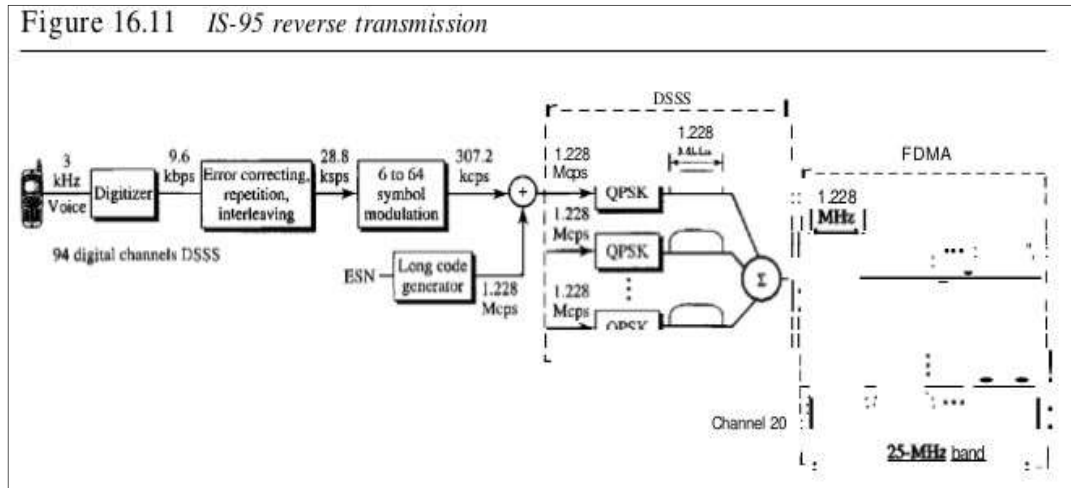 Figure 16.11 IS-95 reverse transmission
DSSS
3
kHz
Voice
Digitizer
9.6
kbps
Error correcting,
repetition,
interleaving
28.8
ksps
6 to 64
symbol
modulation
307.2
kcps
+
94 digital channels DSSS
ESN
Long code
generator
1.228
Mcps
1.228
Mcps
QPSK
1.228
1.228
Mcps
QPSK
1.228
Mcps
QPSK
Σ
FDMA
1.228
MHz
Channel 20
25-MHz band